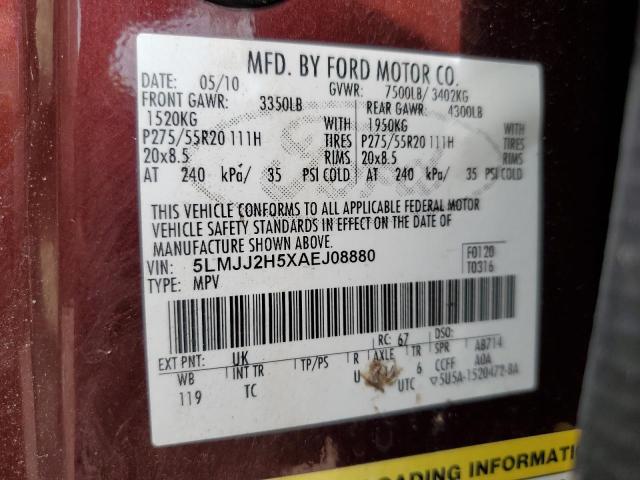 MFD. BY FORD MOTOR CO.
DATE: 05/10 GVWR: 7500LB/ 3402KG
FRONT GAWR: 3350LB REAR GAWR: 4300LB
1520KG WITH 1950KG WITH
P275/55R20 111H TIRES P275/55R20 111H TIRES
20x8.5 RIMS 20x8.5 RIMS
AT 240 kPa/ 35 PSI COLD AT 240 kPa/ 35 PSI COLD
THIS VEHICLE CONFORMS TO ALL APPLICABLE FEDERAL MOTOR
VEHICLE SAFETY STANDARDS IN EFFECT ON THE DATE OF
MANUFACTURE SHOWN ABOVE.
VIN: 5LMJJ2H5XAEJ08880 F0120
TYPE: MPV T0316
EXT PNT: UK RC: 67 DSO:
WB INT TR TP/PS R AXLE TR SPR A8714
119 TC U 6 CCFF AOA
UTC ▽5U5A-1520472-BA
LOADING INFORMATI